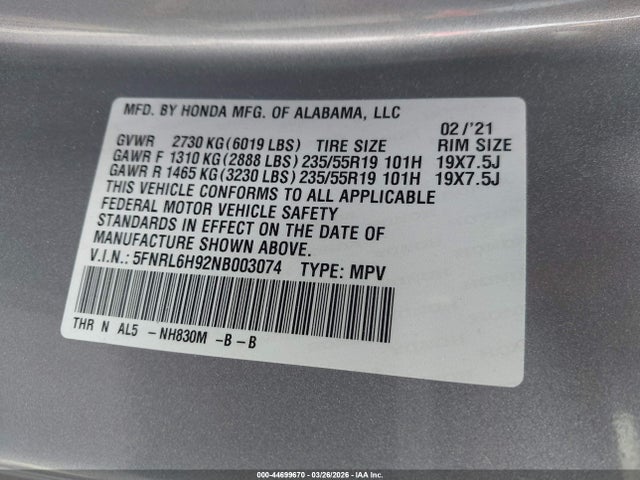 MFD. BY HONDA MFG. OF ALABAMA, LLC
02/'21
GVWR 2730 KG(6019 LBS) TIRE SIZE RIM SIZE
GAWR F 1310 KG(2888 LBS) 235/55R19 101H 19X7.5J
GAWR R 1465 KG(3230 LBS) 235/55R19 101H 19X7.5J
THIS VEHICLE CONFORMS TO ALL APPLICABLE
FEDERAL MOTOR VEHICLE SAFETY
STANDARDS IN EFFECT ON THE DATE OF
MANUFACTURE SHOWN ABOVE.
V.I.N.: 5FNRL6H92NB003074 TYPE: MPV
THR N AL5 -NH830M -B-B
000-44699670 | 03/26/2026 | IAA Inc.